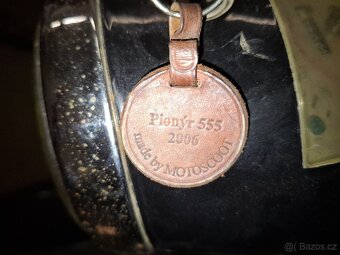 Pionýr 555
2006
made by MOTOSCOOT
© Bazos.cz